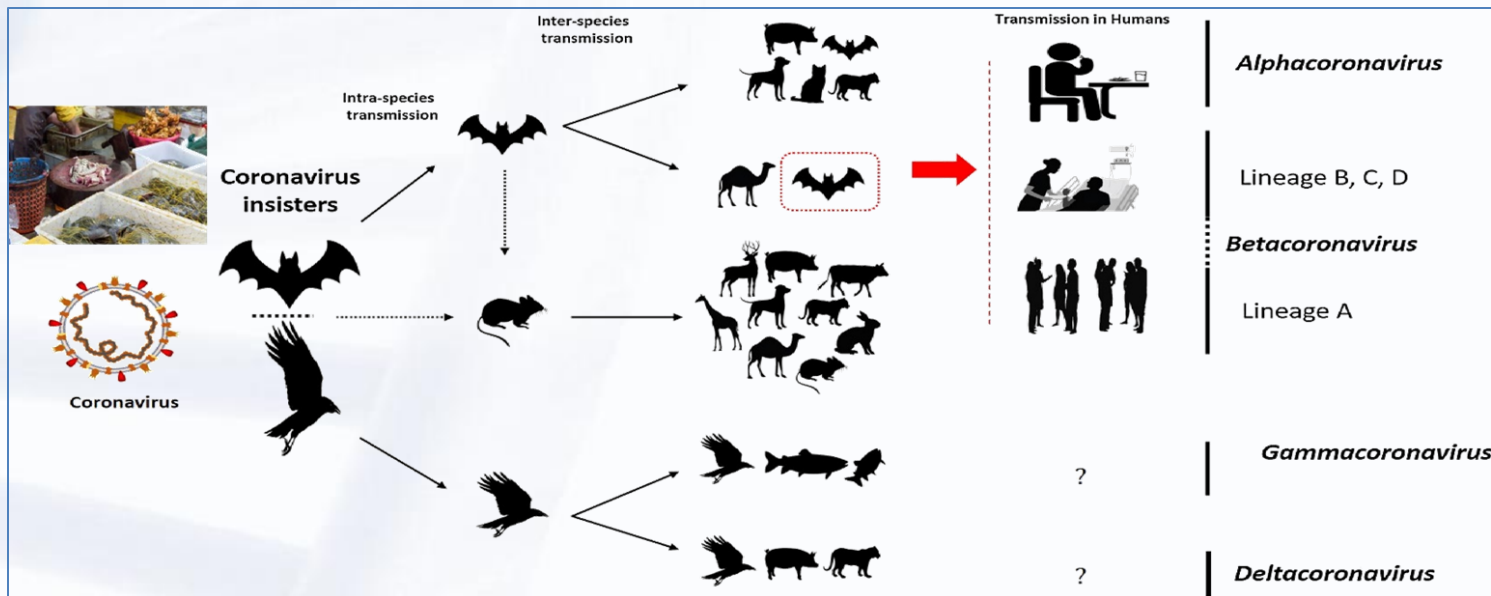 Inter-species
transmission
Transmission in Humans
Alphacoronavirus
Intra-species
transmission
Coronavirus
insisters
Lineage B, C, D
Betacoronavirus
Lineage A
Coronavirus
Gammacoronavirus
?
Deltacoronavirus
?